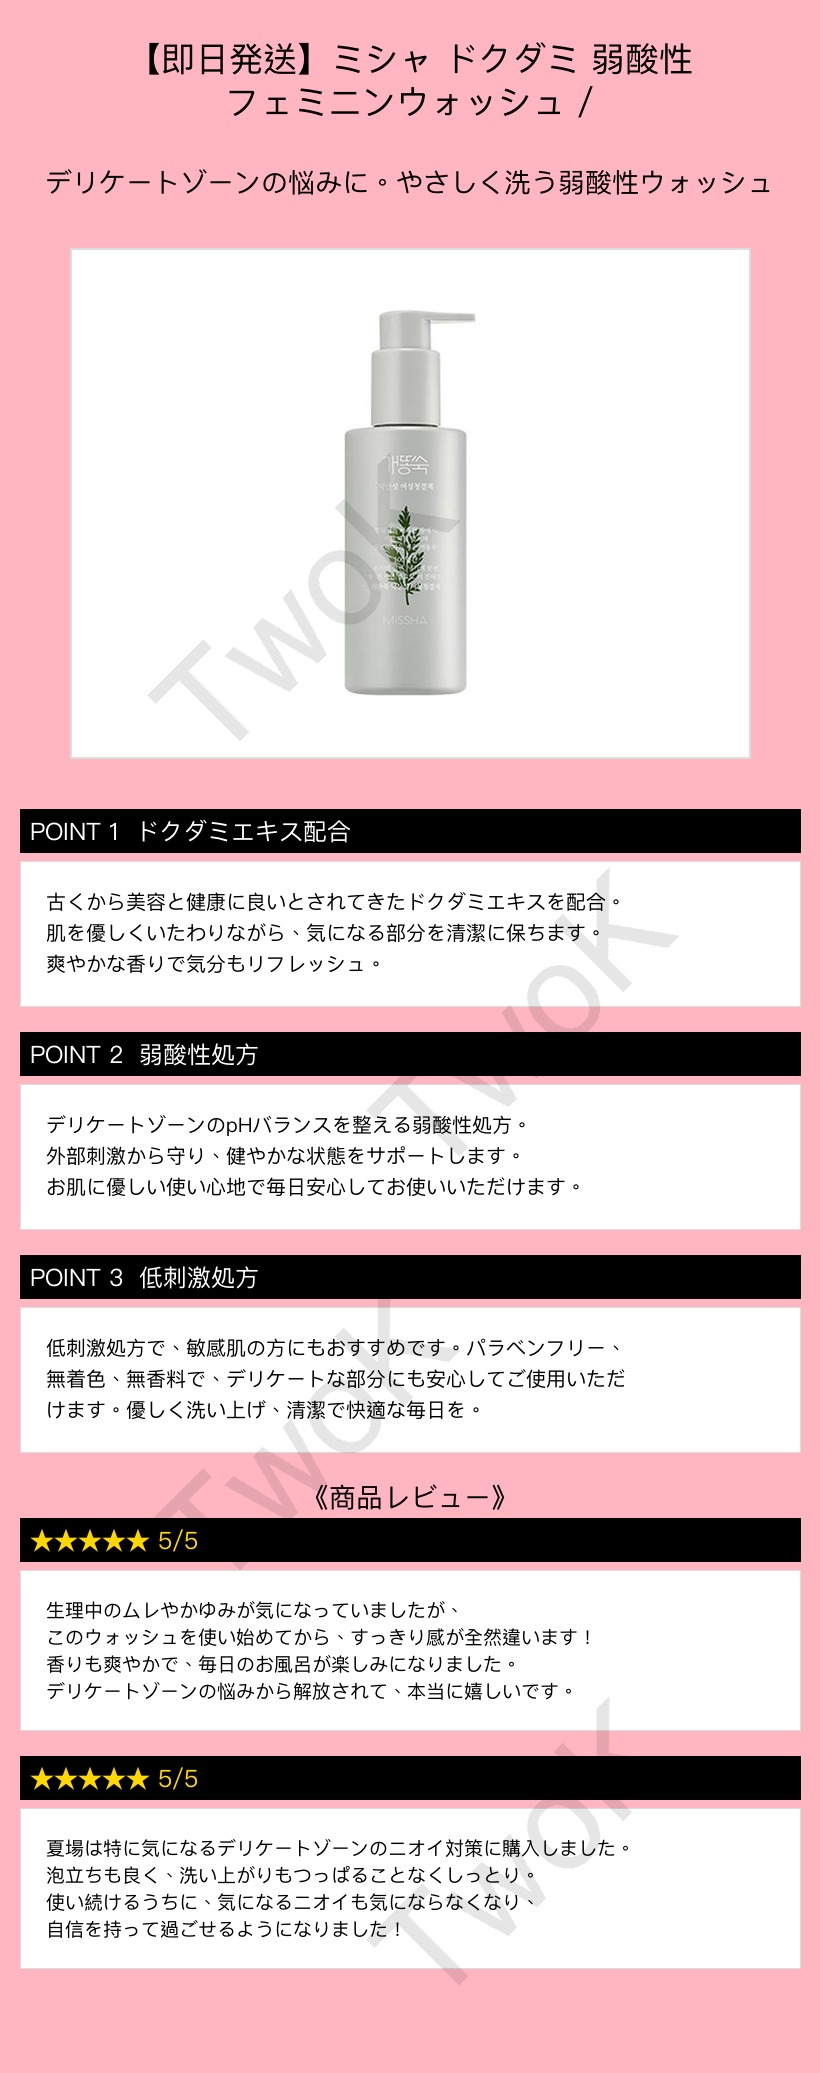 【即日発送】ミシャ ドクダミ 弱酸性
フェミニンウォッシュ /
デリケートゾーンの悩みに。やさしく洗う弱酸性ウォッシュ
개똥쑥
약산성 여성청결제
MISSHA
TwoK
POINT 1 ドクダミエキス配合
古くから美容と健康に良いとされてきたドクダミエキスを配合。
肌を優しくいたわりながら、気になる部分を清潔に保ちます。
爽やかな香りで気分もリフレッシュ。
TwoK
POINT 2 弱酸性処方
デリケートゾーンのpHバランスを整える弱酸性処方。
外部刺激から守り、健やかな状態をサポートします。
お肌に優しい使い心地で毎日安心してお使いいただけます。
POINT 3 低刺激処方
低刺激処方で、敏感肌の方にもおすすめです。パラベンフリー、
無着色、無香料で、デリケートな部分にも安心してご使用いただ
けます。優しく洗い上げ、清潔で快適な毎日を。
TwoK
《商品レビュー》
★★★★★ 5/5
生理中のムレやかゆみが気になっていましたが、
このウォッシュを使い始めてから、すっきり感が全然違います！
香りも爽やかで、毎日のお風呂が楽しみになりました。
デリケートゾーンの悩みから解放されて、本当に嬉しいです。
★★★★★ 5/5
夏場は特に気になるデリケートゾーンのニオイ対策に購入しました。
泡立ちも良く、洗い上がりもつっぱることなくしっとり。
使い続けるうちに、気になるニオイも気にならなくなり、
自信を持って過ごせるようになりました！
TwoK